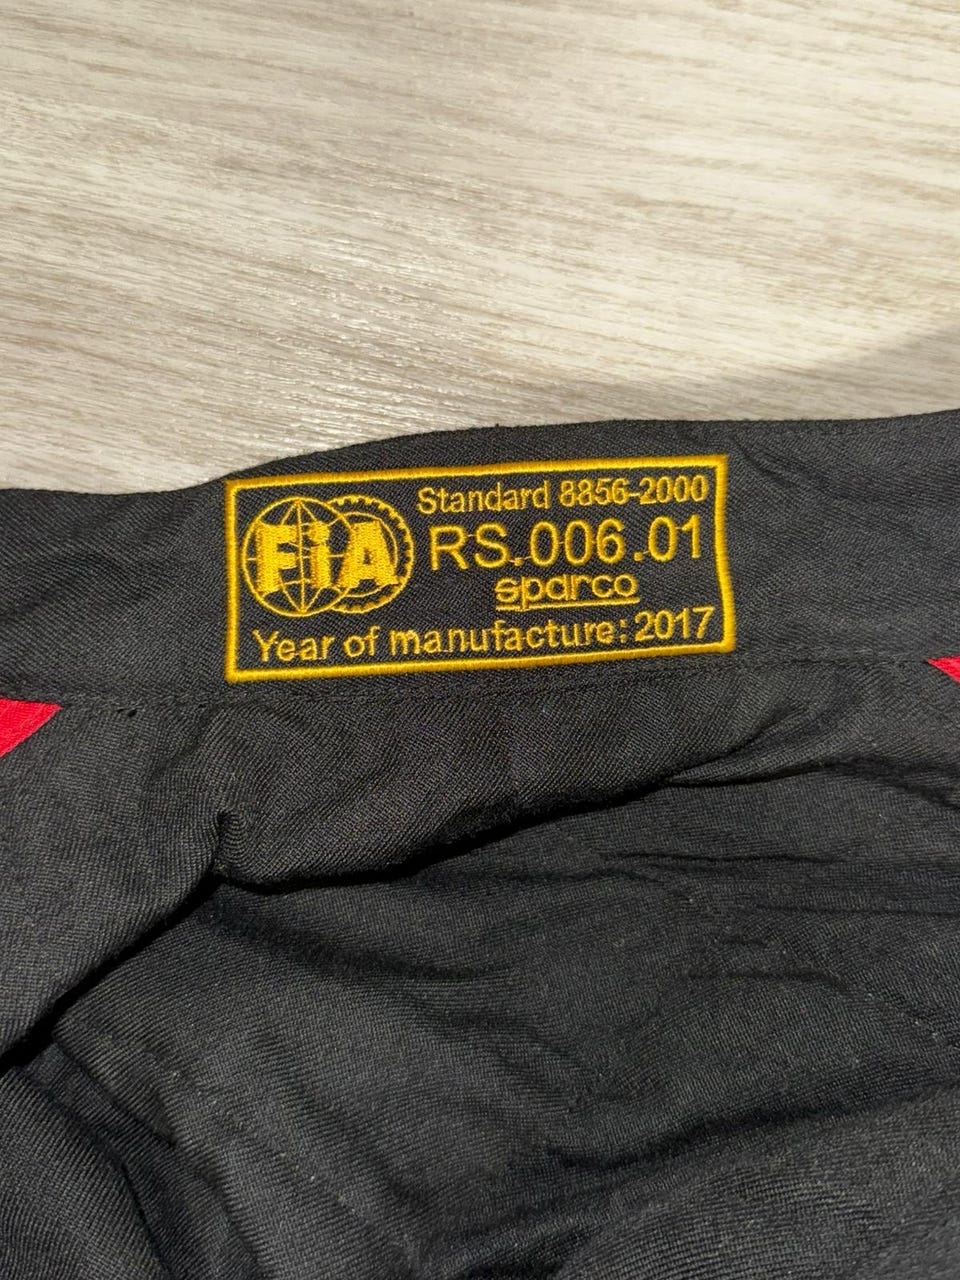 FIA
Standard 8856-2000
RS.006.01
sparco
Year of manufacture: 2017